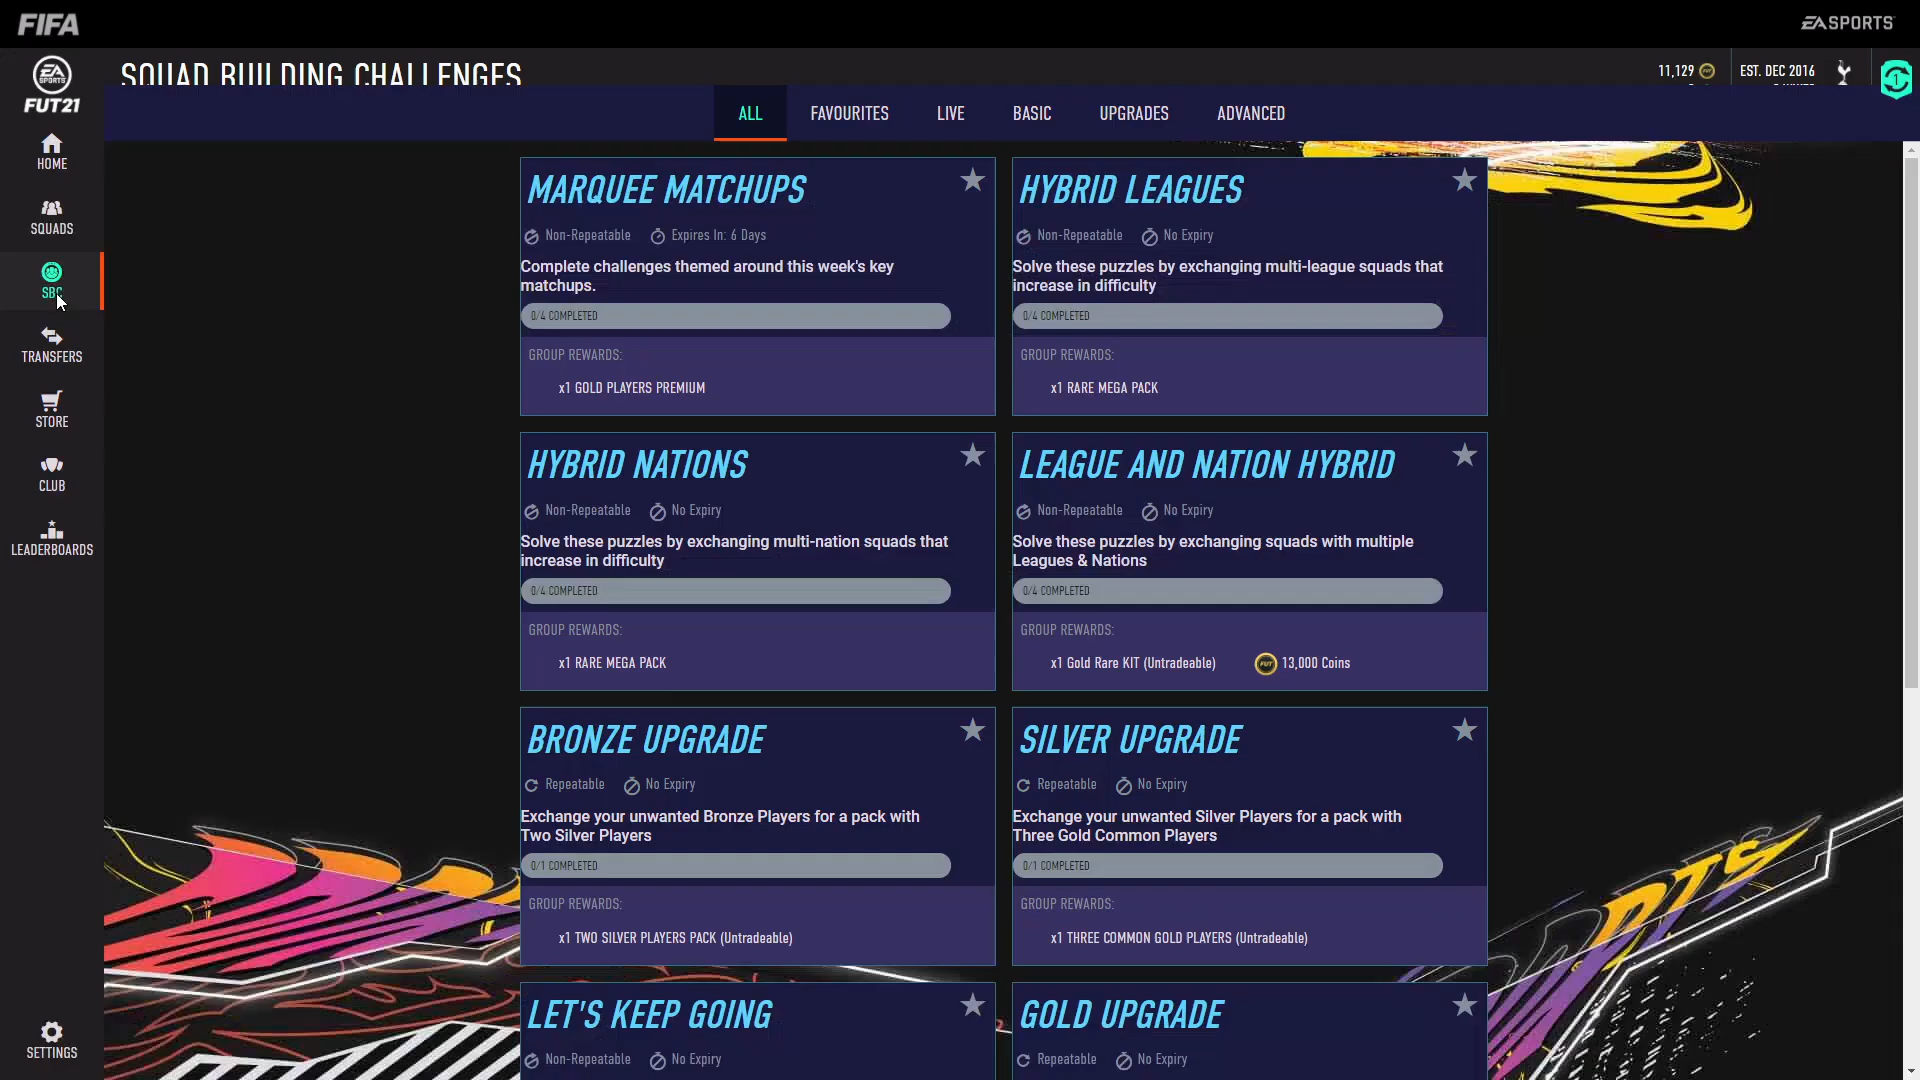 FIFA
EA SPORTS
EA SPORTS
FUT21
SQUAD BUILDING CHALLENGES
11,129
EST. DEC 2016
1
HOME
SQUADS
SBC
TRANSFERS
STORE
CLUB
LEADERBOARDS
SETTINGS
ALL FAVOURITES LIVE BASIC UPGRADES ADVANCED
MARQUEE MATCHUPS
Non-Repeatable Expires In: 6 Days
Complete challenges themed around this week's key
matchups.
0/4 COMPLETED
GROUP REWARDS:
x1 GOLD PLAYERS PREMIUM
HYBRID LEAGUES
Non-Repeatable No Expiry
Solve these puzzles by exchanging multi-league squads that
increase in difficulty
0/4 COMPLETED
GROUP REWARDS:
x1 RARE MEGA PACK
HYBRID NATIONS
Non-Repeatable No Expiry
Solve these puzzles by exchanging multi-nation squads that
increase in difficulty
0/4 COMPLETED
GROUP REWARDS:
x1 RARE MEGA PACK
LEAGUE AND NATION HYBRID
Non-Repeatable No Expiry
Solve these puzzles by exchanging squads with multiple
Leagues & Nations
0/4 COMPLETED
GROUP REWARDS:
x1 Gold Rare KIT (Untradeable) FUT 13,000 Coins
BRONZE UPGRADE
Repeatable No Expiry
Exchange your unwanted Bronze Players for a pack with
Two Silver Players
0/1 COMPLETED
GROUP REWARDS:
x1 TWO SILVER PLAYERS PACK (Untradeable)
SILVER UPGRADE
Repeatable No Expiry
Exchange your unwanted Silver Players for a pack with
Three Gold Common Players
0/1 COMPLETED
GROUP REWARDS:
x1 THREE COMMON GOLD PLAYERS (Untradeable)
LET'S KEEP GOING
Non-Repeatable No Expiry
GOLD UPGRADE
Repeatable No Expiry